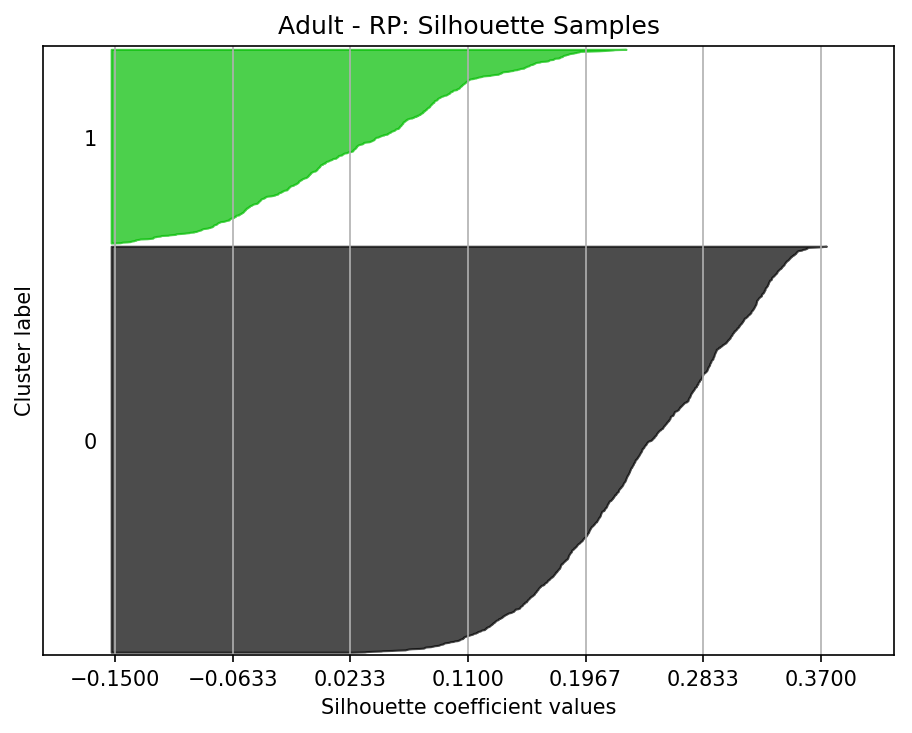 Adult - RP: Silhouette Samples
1
0
Cluster label
−0.1500 −0.0633 0.0233 0.1100 0.1967 0.2833 0.3700
Silhouette coefficient values